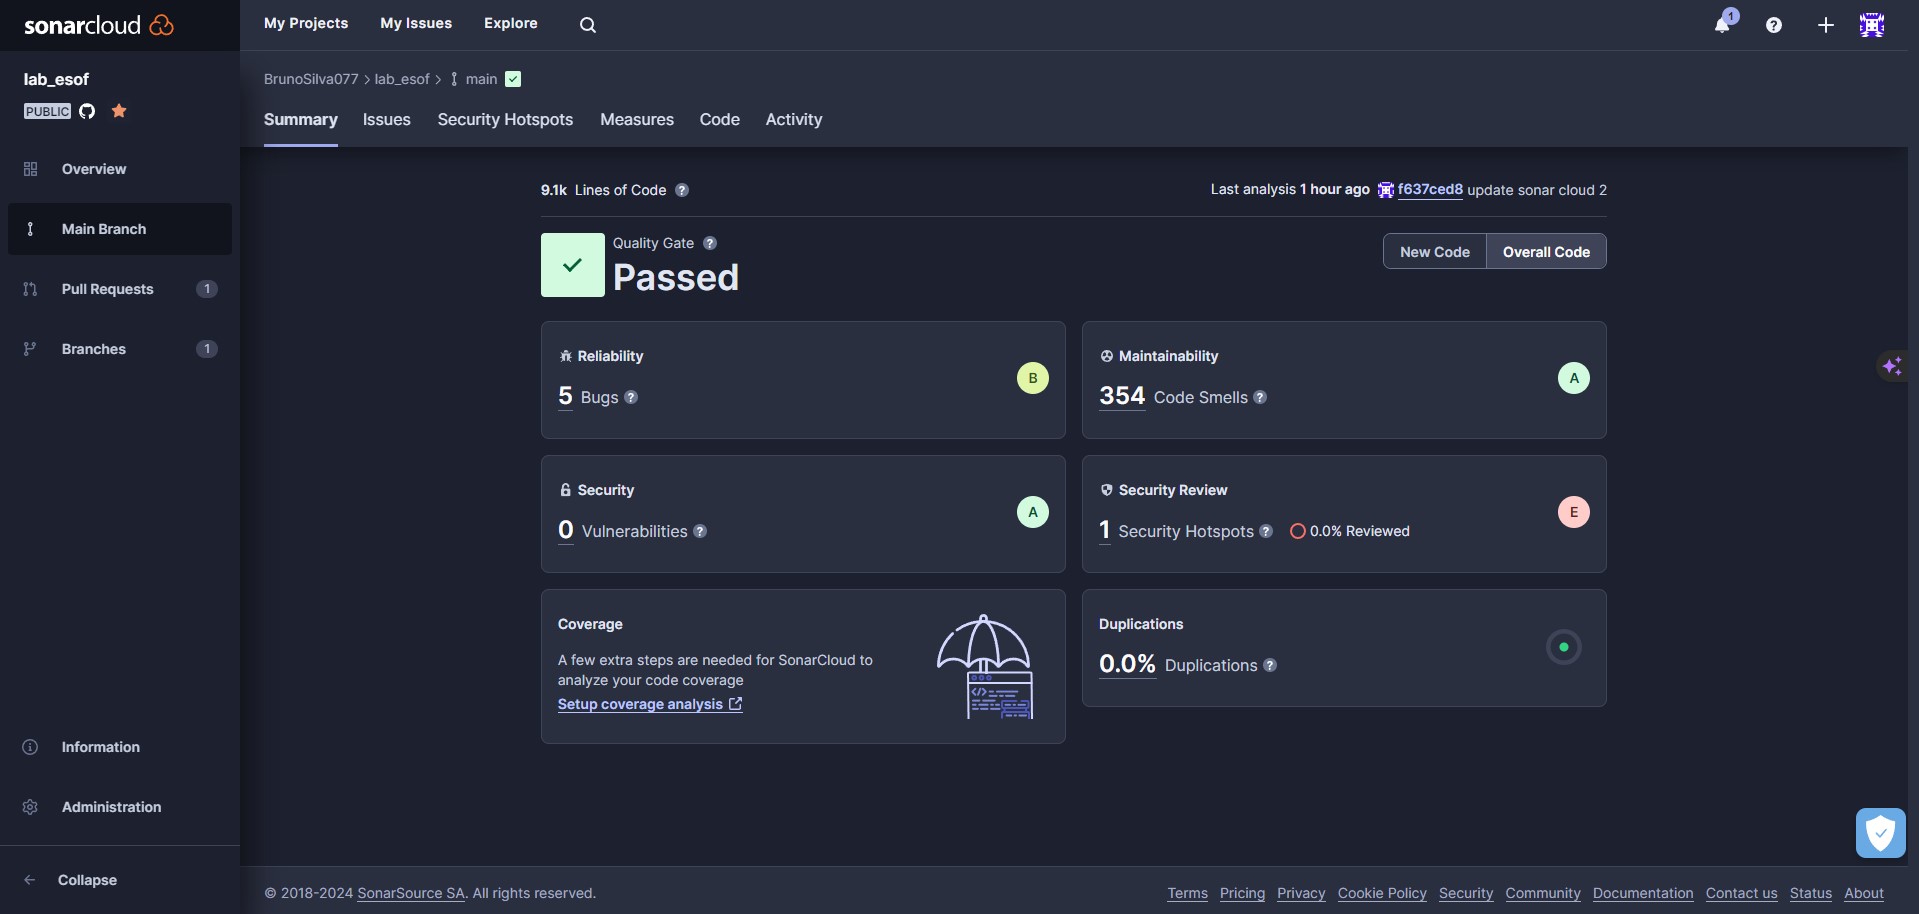 sonarcloud
My Projects My Issues Explore
1
lab_esof
PUBLIC
Overview
Main Branch
Pull Requests 1
Branches 1
Information
Administration
Collapse
BrunoSilva077 > lab_esof > main
Summary Issues Security Hotspots Measures Code Activity
9.1k Lines of Code ?
Last analysis 1 hour ago f637ced8 update sonar cloud 2
Quality Gate ?
Passed
New Code Overall Code
Reliability
5 Bugs ?
B
Maintainability
354 Code Smells ?
A
Security
0 Vulnerabilities ?
A
Security Review
1 Security Hotspots ? 0.0% Reviewed
E
Coverage
A few extra steps are needed for SonarCloud to
analyze your code coverage
Setup coverage analysis
</>
Duplications
0.0% Duplications ?
© 2018-2024 SonarSource SA. All rights reserved.
Terms Pricing Privacy Cookie Policy Security Community Documentation Contact us Status About